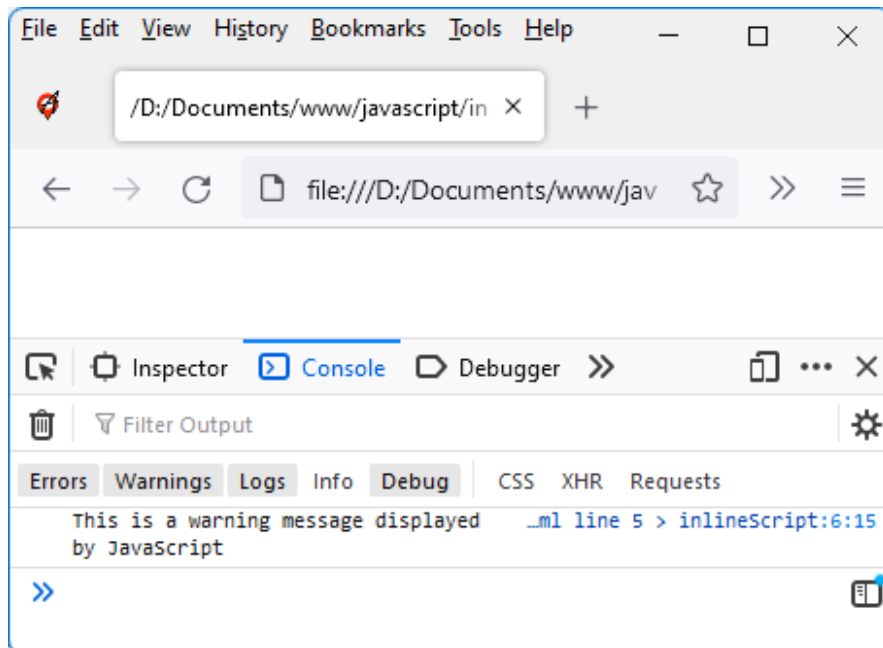 File Edit View History Bookmarks Tools Help
/D:/Documents/www/javascript/in
file:///D:/Documents/www/jav
Inspector Console Debugger
Filter Output
Errors Warnings Logs Info Debug CSS XHR Requests
This is a warning message displayed …ml line 5 > inlineScript:6:15
by JavaScript